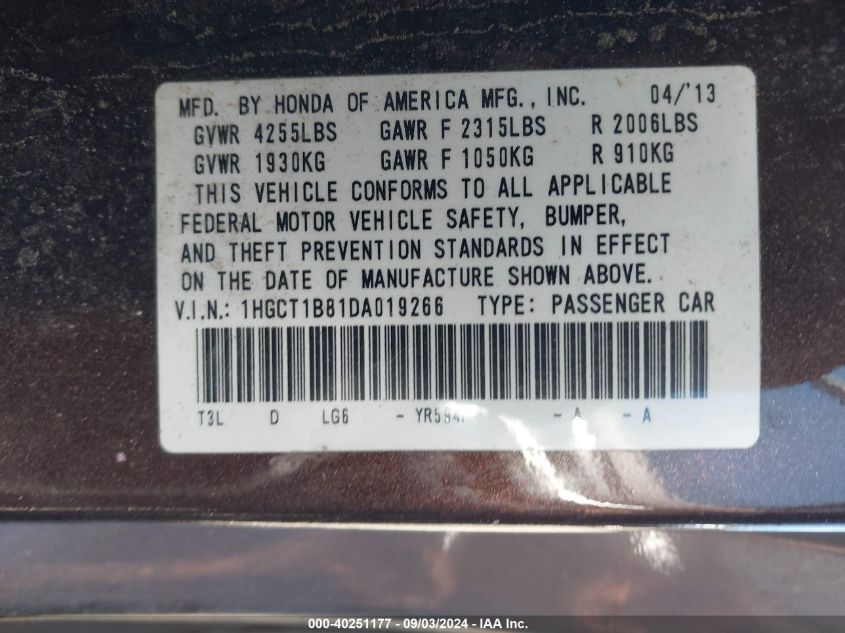 MFD. BY HONDA OF AMERICA MFG., INC. 04/'13
GVWR 4255LBS GAWR F 2315LBS R 2006LBS
GVWR 1930KG GAWR F 1050KG R 910KG
THIS VEHICLE CONFORMS TO ALL APPLICABLE
FEDERAL MOTOR VEHICLE SAFETY, BUMPER,
AND THEFT PREVENTION STANDARDS IN EFFECT
ON THE DATE OF MANUFACTURE SHOWN ABOVE.
V.I.N.: 1HGCT1B81DA019266 TYPE: PASSENGER CAR
T3L D LG6 - - A - A
000-40251177 - 09/03/2024 - IAA Inc.